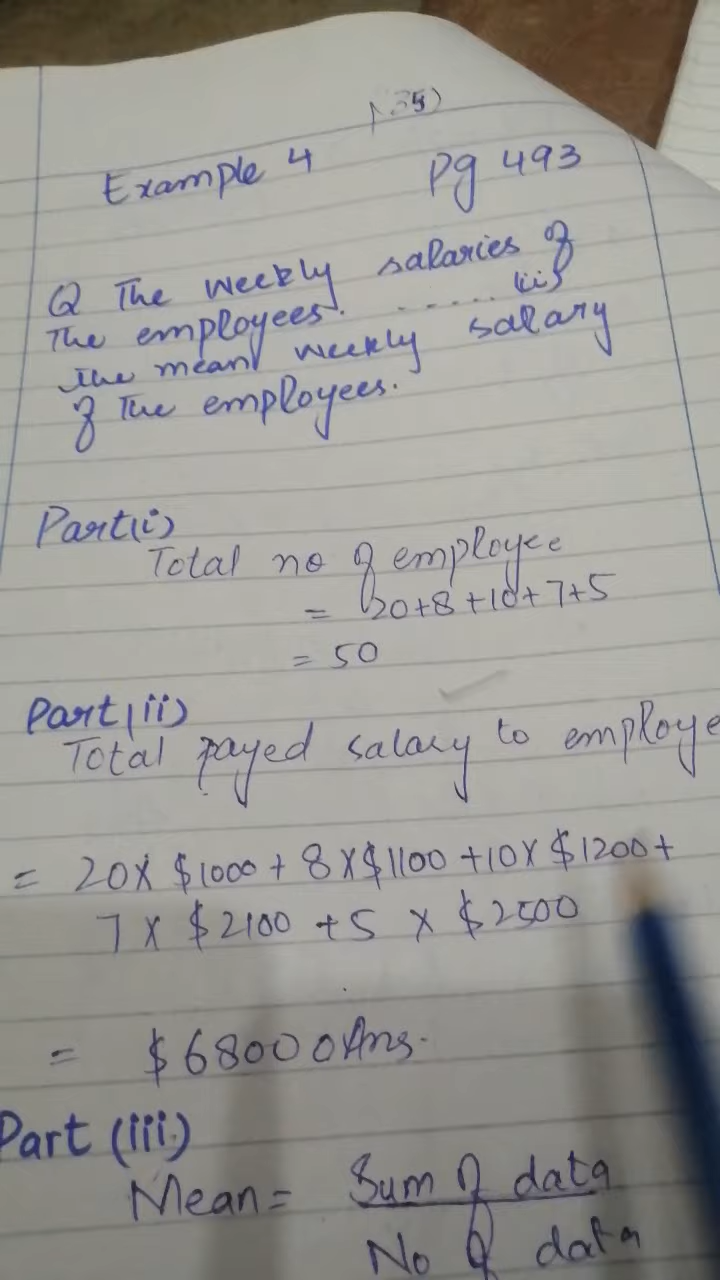 Example 4 Pg 493
Q The weekly salaries of
The employees. ...... (ii)
The mean weekly salary
of The employees.
Part(i)
Total no of employee
= 20+8+10+7+5
= 50
Part(ii)
Total payed salary to employe
= 20x $1000 + 8 x $1100 +10x $1200+
7 x $2100 +5 x $2500
= $68000 Ans.
Part (iii)
Mean= Sum of data
No of data